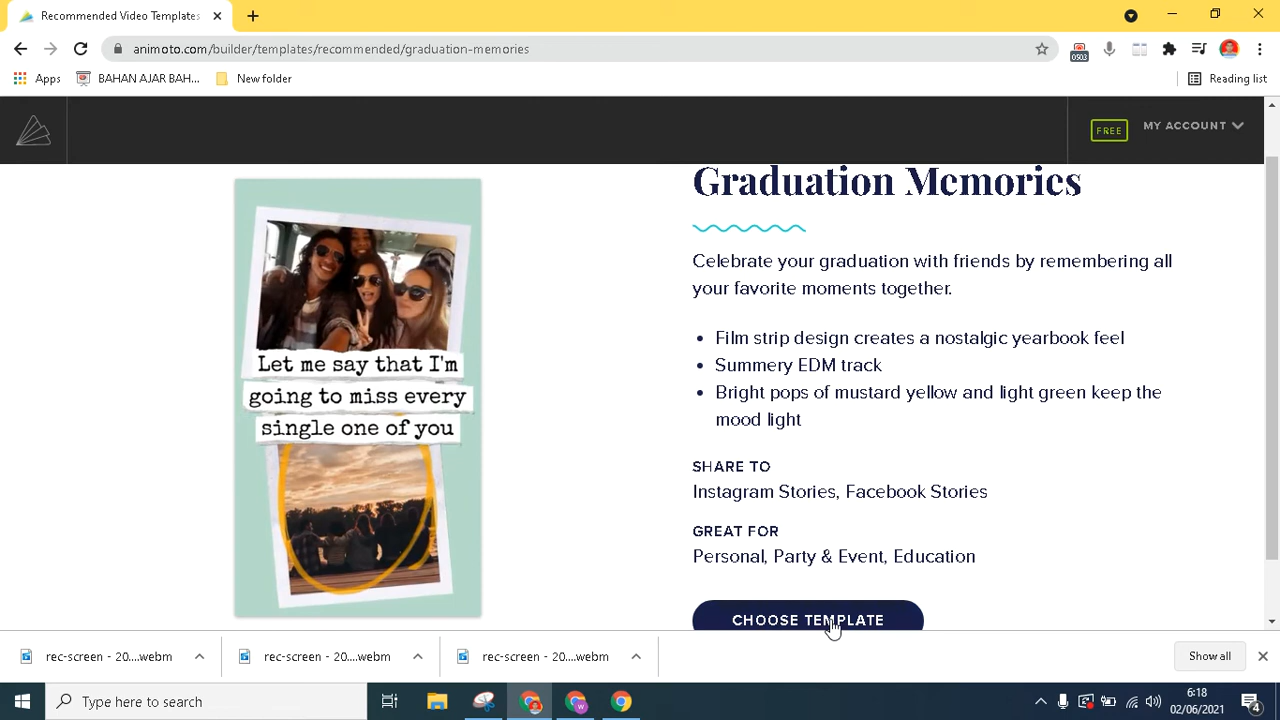 Recommended Video Templates
animoto.com/builder/templates/recommended/graduation-memories
0503
Apps
BAHAN AJAR BAH...
New folder
Reading list
FREE
MY ACCOUNT
Graduation Memories
Celebrate your graduation with friends by remembering all
your favorite moments together.
• Film strip design creates a nostalgic yearbook feel
• Summery EDM track
• Bright pops of mustard yellow and light green keep the
mood light
SHARE TO
Instagram Stories, Facebook Stories
GREAT FOR
Personal, Party & Event, Education
CHOOSE TEMPLATE
Let me say that I'm
going to miss every
single one of you
rec-screen - 20....webm
rec-screen - 20....webm
rec-screen - 20....webm
Show all
Type here to search
W
6:18
02/06/2021
4